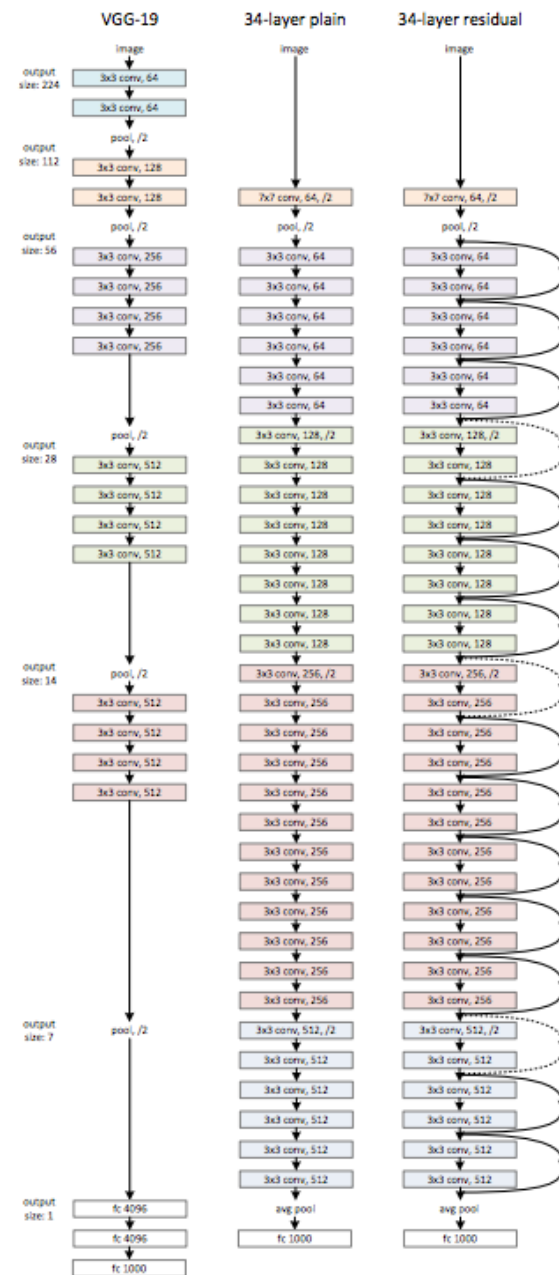 VGG-19
image
output
size: 224
3x3 conv, 64
3x3 conv, 64
pool, /2
output
size: 112
3x3 conv, 128
3x3 conv, 128
pool, /2
output
size: 56
3x3 conv, 256
3x3 conv, 256
3x3 conv, 256
3x3 conv, 256
pool, /2
output
size: 28
3x3 conv, 512
3x3 conv, 512
3x3 conv, 512
3x3 conv, 512
pool, /2
output
size: 14
3x3 conv, 512
3x3 conv, 512
3x3 conv, 512
3x3 conv, 512
output
size: 7
pool, /2
output
size: 1
fc 4096
fc 4096
fc 1000
34-layer plain
image
7x7 conv, 64, /2
pool, /2
3x3 conv, 64
3x3 conv, 64
3x3 conv, 64
3x3 conv, 64
3x3 conv, 64
3x3 conv, 64
3x3 conv, 128, /2
3x3 conv, 128
3x3 conv, 128
3x3 conv, 128
3x3 conv, 128
3x3 conv, 128
3x3 conv, 128
3x3 conv, 128
3x3 conv, 256, /2
3x3 conv, 256
3x3 conv, 256
3x3 conv, 256
3x3 conv, 256
3x3 conv, 256
3x3 conv, 256
3x3 conv, 256
3x3 conv, 256
3x3 conv, 256
3x3 conv, 256
3x3 conv, 256
3x3 conv, 512, /2
3x3 conv, 512
3x3 conv, 512
3x3 conv, 512
3x3 conv, 512
3x3 conv, 512
avg pool
fc 1000
34-layer residual
image
7x7 conv, 64, /2
pool, /2
3x3 conv, 64
3x3 conv, 64
3x3 conv, 64
3x3 conv, 64
3x3 conv, 64
3x3 conv, 64
3x3 conv, 128, /2
3x3 conv, 128
3x3 conv, 128
3x3 conv, 128
3x3 conv, 128
3x3 conv, 128
3x3 conv, 128
3x3 conv, 128
3x3 conv, 256, /2
3x3 conv, 256
3x3 conv, 256
3x3 conv, 256
3x3 conv, 256
3x3 conv, 256
3x3 conv, 256
3x3 conv, 256
3x3 conv, 256
3x3 conv, 256
3x3 conv, 256
3x3 conv, 256
3x3 conv, 512, /2
3x3 conv, 512
3x3 conv, 512
3x3 conv, 512
3x3 conv, 512
3x3 conv, 512
avg pool
fc 1000